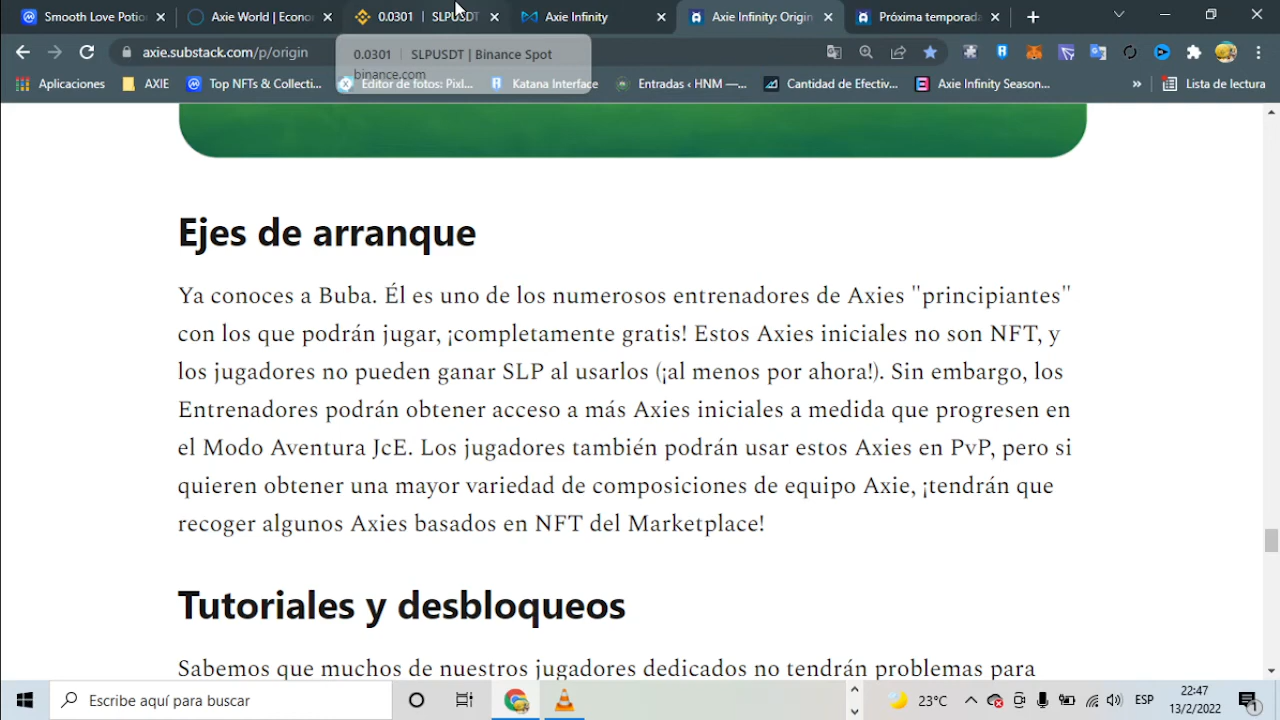 Smooth Love Potio
Axie World | Econo
0.0301 | SLPUSDT
Axie Infinity
Axie Infinity: Origin
Próxima temporada
axie.substack.com/p/origin
0.0301 | SLPUSDT | Binance Spot
binance.com
Aplicaciones
AXIE
Top NFTs & Collecti...
Editor de fotos: Pixl...
Katana Interface
Entradas ‹ HNM —...
Cantidad de Efectiv...
Axie Infinity Season...
»
Lista de lectura
Ejes de arranque
Ya conoces a Buba. Él es uno de los numerosos entrenadores de Axies "principiantes"
con los que podrán jugar, ¡completamente gratis! Estos Axies iniciales no son NFT, y
los jugadores no pueden ganar SLP al usarlos (¡al menos por ahora!). Sin embargo, los
Entrenadores podrán obtener acceso a más Axies iniciales a medida que progresen en
el Modo Aventura JcE. Los jugadores también podrán usar estos Axies en PvP, pero si
quieren obtener una mayor variedad de composiciones de equipo Axie, ¡tendrán que
recoger algunos Axies basados en NFT del Marketplace!
Tutoriales y desbloqueos
Sabemos que muchos de nuestros jugadores dedicados no tendrán problemas para
Escribe aquí para buscar
23°C
ESP
22:47
13/2/2022
1